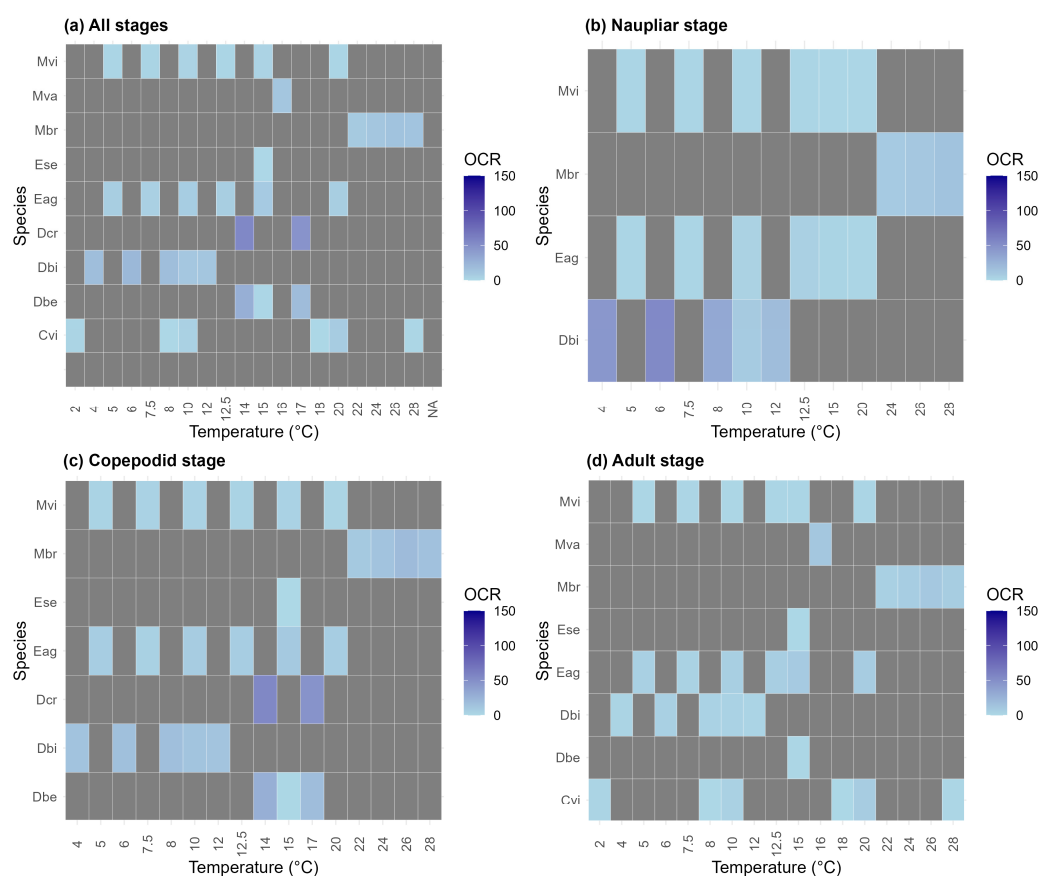 (a) All stages
Mvi
Mva
Mbr
Ese
Eag
Dcr
Dbi
Dbe
Cvi
Species
2 4 5 6 7.5 8 10 12 12.5 14 15 16 17 18 20 22 24 26 28 NA
Temperature (°C)
OCR
150
100
50
0
(b) Naupliar stage
Mvi
Mbr
Eag
Dbi
Species
4 5 6 7.5 8 10 12 12.5 15 20 24 26 28
Temperature (°C)
OCR
150
100
50
0
(c) Copepodid stage
Mvi
Mbr
Ese
Eag
Dcr
Dbi
Dbe
Species
4 5 6 7.5 8 10 12 12.5 14 15 17 20 22 24 26 28
Temperature (°C)
OCR
150
100
50
0
(d) Adult stage
Mvi
Mva
Mbr
Ese
Eag
Dbi
Dbe
Cvi
Species
2 4 5 6 7.5 8 10 12 12.5 15 16 18 20 22 24 26 28
Temperature (°C)
OCR
150
100
50
0